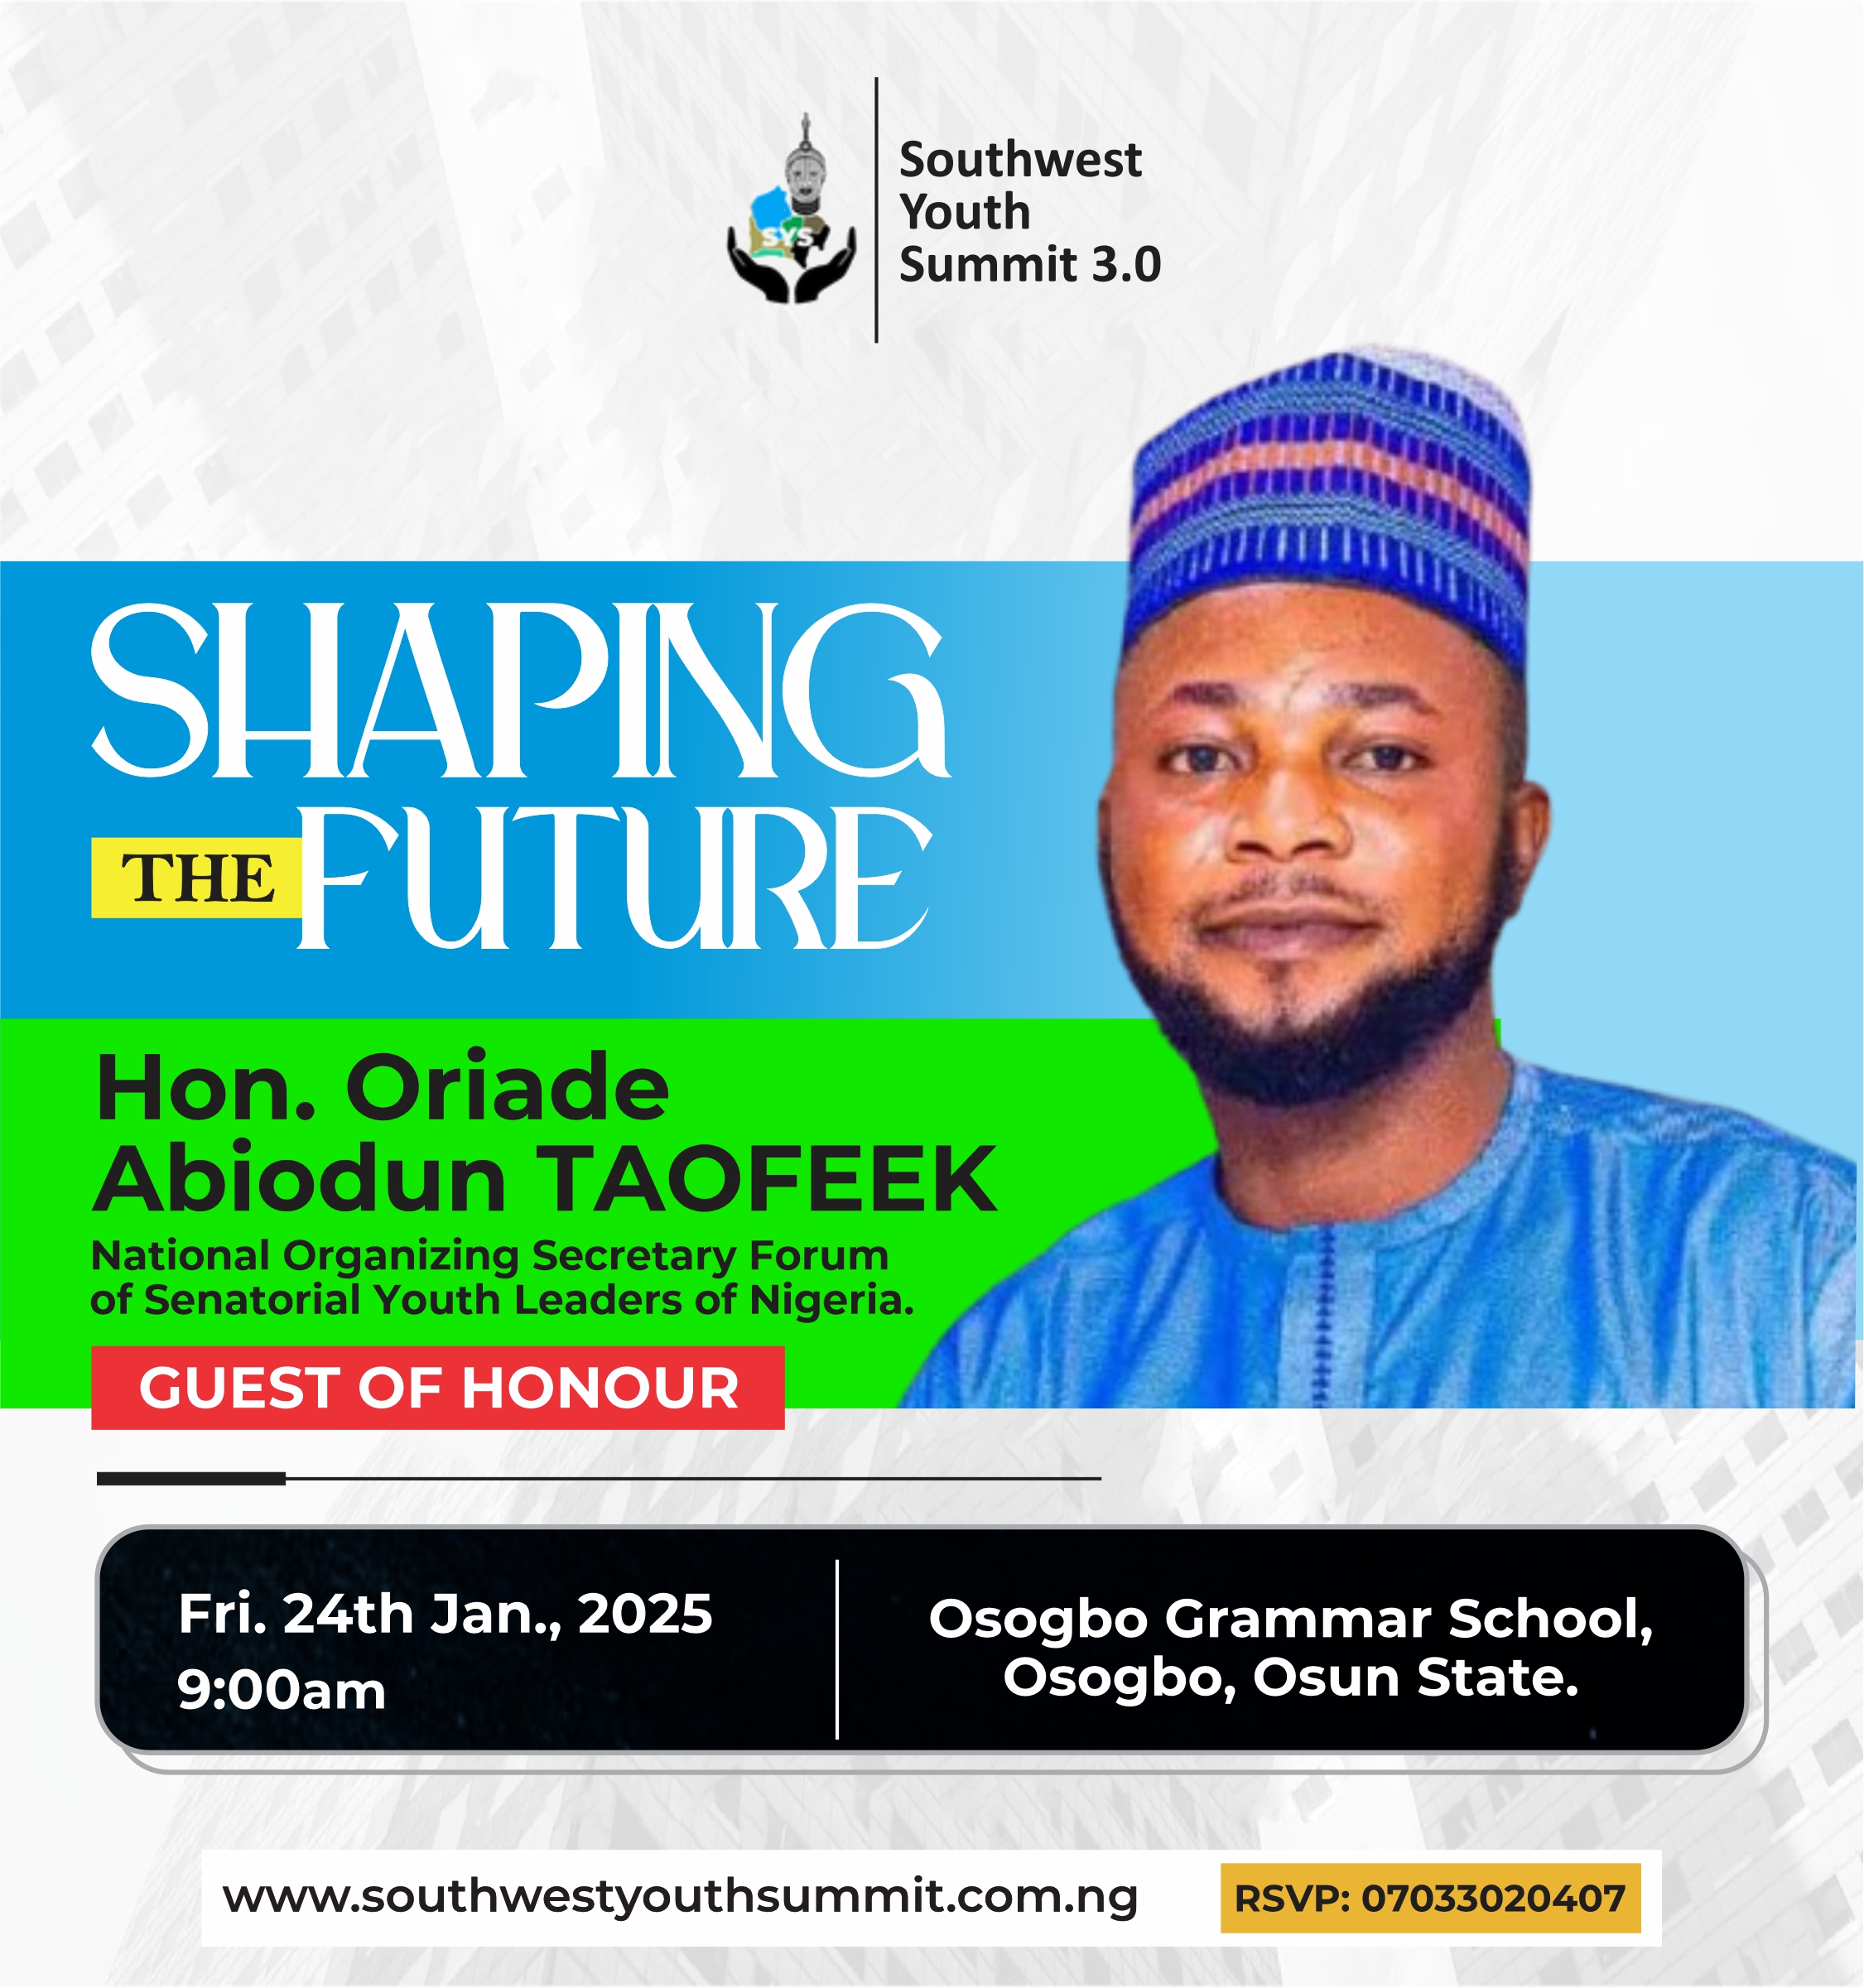 SYS
Southwest
Youth
Summit 3.0
SHAPING
THE FUTURE
Hon. Oriade
Abiodun TAOFEEK
National Organizing Secretary Forum
of Senatorial Youth Leaders of Nigeria.
GUEST OF HONOUR
Fri. 24th Jan., 2025
9:00am
Osogbo Grammar School,
Osogbo, Osun State.
www.southwestyouthsummit.com.ng
RSVP: 07033020407